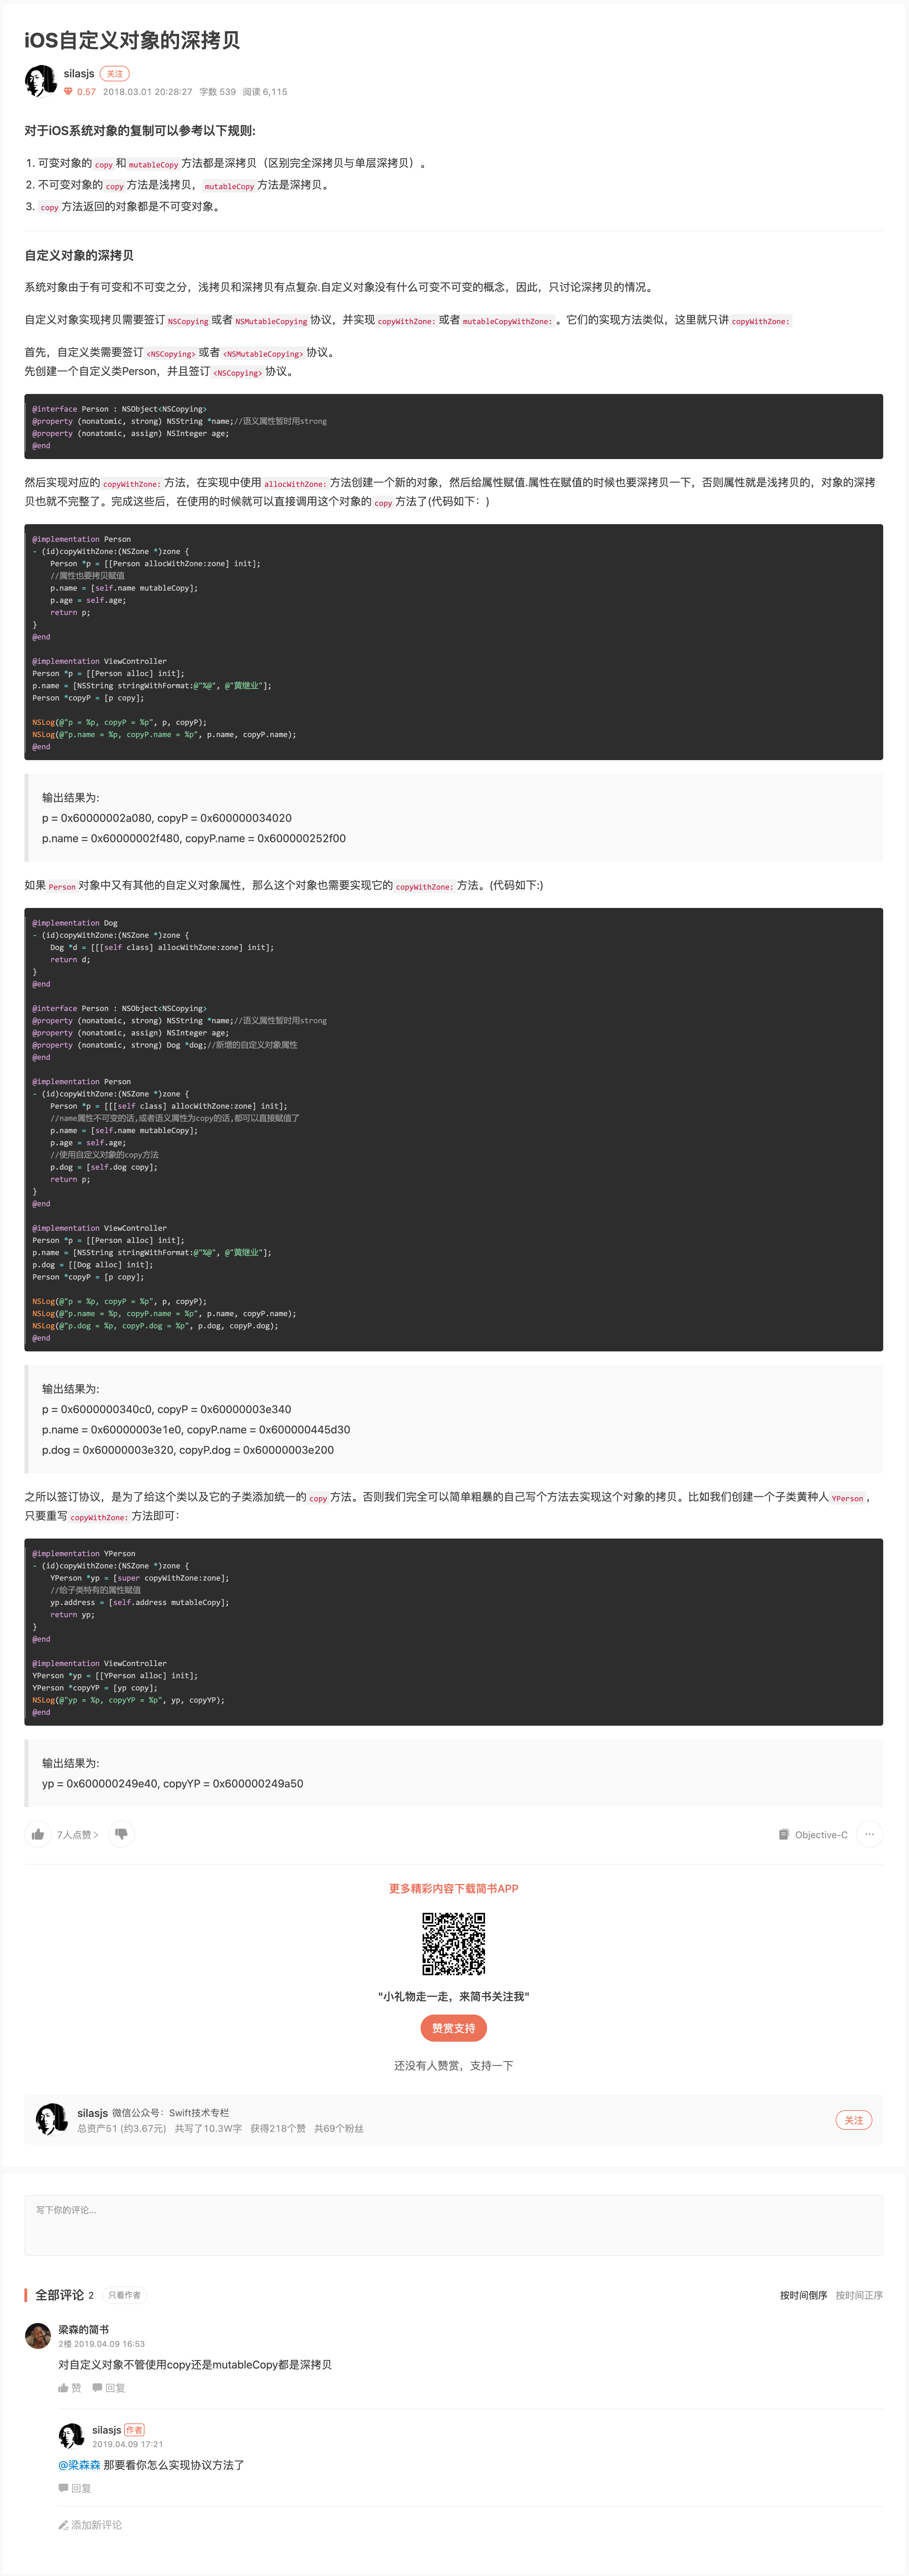 iOS自定义对象的深拷贝
silasjs 关注
0.57 2018.03.01 20:28:27 字数 539 阅读 6,115
对于iOS系统对象的复制可以参考以下规则:
1. 可变对象的 copy 和 mutableCopy 方法都是深拷贝（区别完全深拷贝与单层深拷贝）。
2. 不可变对象的 copy 方法是浅拷贝，mutableCopy 方法是深拷贝。
3. copy 方法返回的对象都是不可变对象。
自定义对象的深拷贝
系统对象由于有可变和不可变之分，浅拷贝和深拷贝有点复杂.自定义对象没有什么可变不可变的概念，因此，只讨论深拷贝的情况。
自定义对象实现拷贝需要签订 NSCopying 或者 NSMutableCopying 协议，并实现 copyWithZone: 或者 mutableCopyWithZone: 。它们的实现方法类似，这里就只讲 copyWithZone:
首先，自定义类需要签订 <NSCopying> 或者 <NSMutableCopying> 协议。
先创建一个自定义类Person，并且签订 <NSCopying> 协议。
@interface Person : NSObject<NSCopying>
@property (nonatomic, strong) NSString *name;//语义属性暂时用strong
@property (nonatomic, assign) NSInteger age;
@end
然后实现对应的 copyWithZone: 方法，在实现中使用 allocWithZone: 方法创建一个新的对象，然后给属性赋值.属性在赋值的时候也要深拷贝一下，否则属性就是浅拷贝的，对象的深拷
贝也就不完整了。完成这些后，在使用的时候就可以直接调用这个对象的 copy 方法了(代码如下：)
@implementation Person
- (id)copyWithZone:(NSZone *)zone {
    Person *p = [[Person allocWithZone:zone] init];
    //属性也要拷贝赋值
    p.name = [self.name mutableCopy];
    p.age = self.age;
    return p;
}
@end
@implementation ViewController
Person *p = [[Person alloc] init];
p.name = [NSString stringWithFormat:@"%@", @"黄继业"];
Person *copyP = [p copy];
NSLog(@"p = %p, copyP = %p", p, copyP);
NSLog(@"p.name = %p, copyP.name = %p", p.name, copyP.name);
@end
输出结果为:
p = 0x60000002a080, copyP = 0x600000034020
p.name = 0x60000002f480, copyP.name = 0x600000252f00
如果 Person 对象中又有其他的自定义对象属性，那么这个对象也需要实现它的 copyWithZone: 方法。(代码如下:)
@implementation Dog
- (id)copyWithZone:(NSZone *)zone {
    Dog *d = [[[self class] allocWithZone:zone] init];
    return d;
}
@end
@interface Person : NSObject<NSCopying>
@property (nonatomic, strong) NSString *name;//语义属性暂时用strong
@property (nonatomic, assign) NSInteger age;
@property (nonatomic, strong) Dog *dog;//新增的自定义对象属性
@end
@implementation Person
- (id)copyWithZone:(NSZone *)zone {
    Person *p = [[[self class] allocWithZone:zone] init];
    //name属性不可变的话,或者语义属性为copy的话,都可以直接赋值了
    p.name = [self.name mutableCopy];
    p.age = self.age;
    //使用自定义对象的copy方法
    p.dog = [self.dog copy];
    return p;
}
@end
@implementation ViewController
Person *p = [[Person alloc] init];
p.name = [NSString stringWithFormat:@"%@", @"黄继业"];
p.dog = [[Dog alloc] init];
Person *copyP = [p copy];
NSLog(@"p = %p, copyP = %p", p, copyP);
NSLog(@"p.name = %p, copyP.name = %p", p.name, copyP.name);
NSLog(@"p.dog = %p, copyP.dog = %p", p.dog, copyP.dog);
@end
输出结果为:
p = 0x6000000340c0, copyP = 0x60000003e340
p.name = 0x60000003e1e0, copyP.name = 0x600000445d30
p.dog = 0x60000003e320, copyP.dog = 0x60000003e200
之所以签订协议，是为了给这个类以及它的子类添加统一的 copy 方法。否则我们完全可以简单粗暴的自己写个方法去实现这个对象的拷贝。比如我们创建一个子类黄种人 YPerson ，
只要重写 copyWithZone: 方法即可：
@implementation YPerson
- (id)copyWithZone:(NSZone *)zone {
    YPerson *yp = [super copyWithZone:zone];
    //给子类特有的属性赋值
    yp.address = [self.address mutableCopy];
    return yp;
}
@end
@implementation ViewController
YPerson *yp = [[YPerson alloc] init];
YPerson *copyYP = [yp copy];
NSLog(@"yp = %p, copyYP = %p", yp, copyYP);
@end
输出结果为:
yp = 0x600000249e40, copyYP = 0x600000249a50
7人点赞 > Objective-C ...
更多精彩内容下载简书APP
"小礼物走一走，来简书关注我"
赞赏支持
还没有人赞赏，支持一下
silasjs 微信公众号：Swift技术专栏
总资产51 (约3.67元) 共写了10.3W字 获得218个赞 共69个粉丝
关注
写下你的评论...
全部评论 2 只看作者 按时间倒序 按时间正序
梁森的简书
2楼 2019.04.09 16:53
对自定义对象不管使用copy还是mutableCopy都是深拷贝
赞 回复
silasjs 作者
2019.04.09 17:21
@梁森森 那要看你怎么实现协议方法了
回复
添加新评论